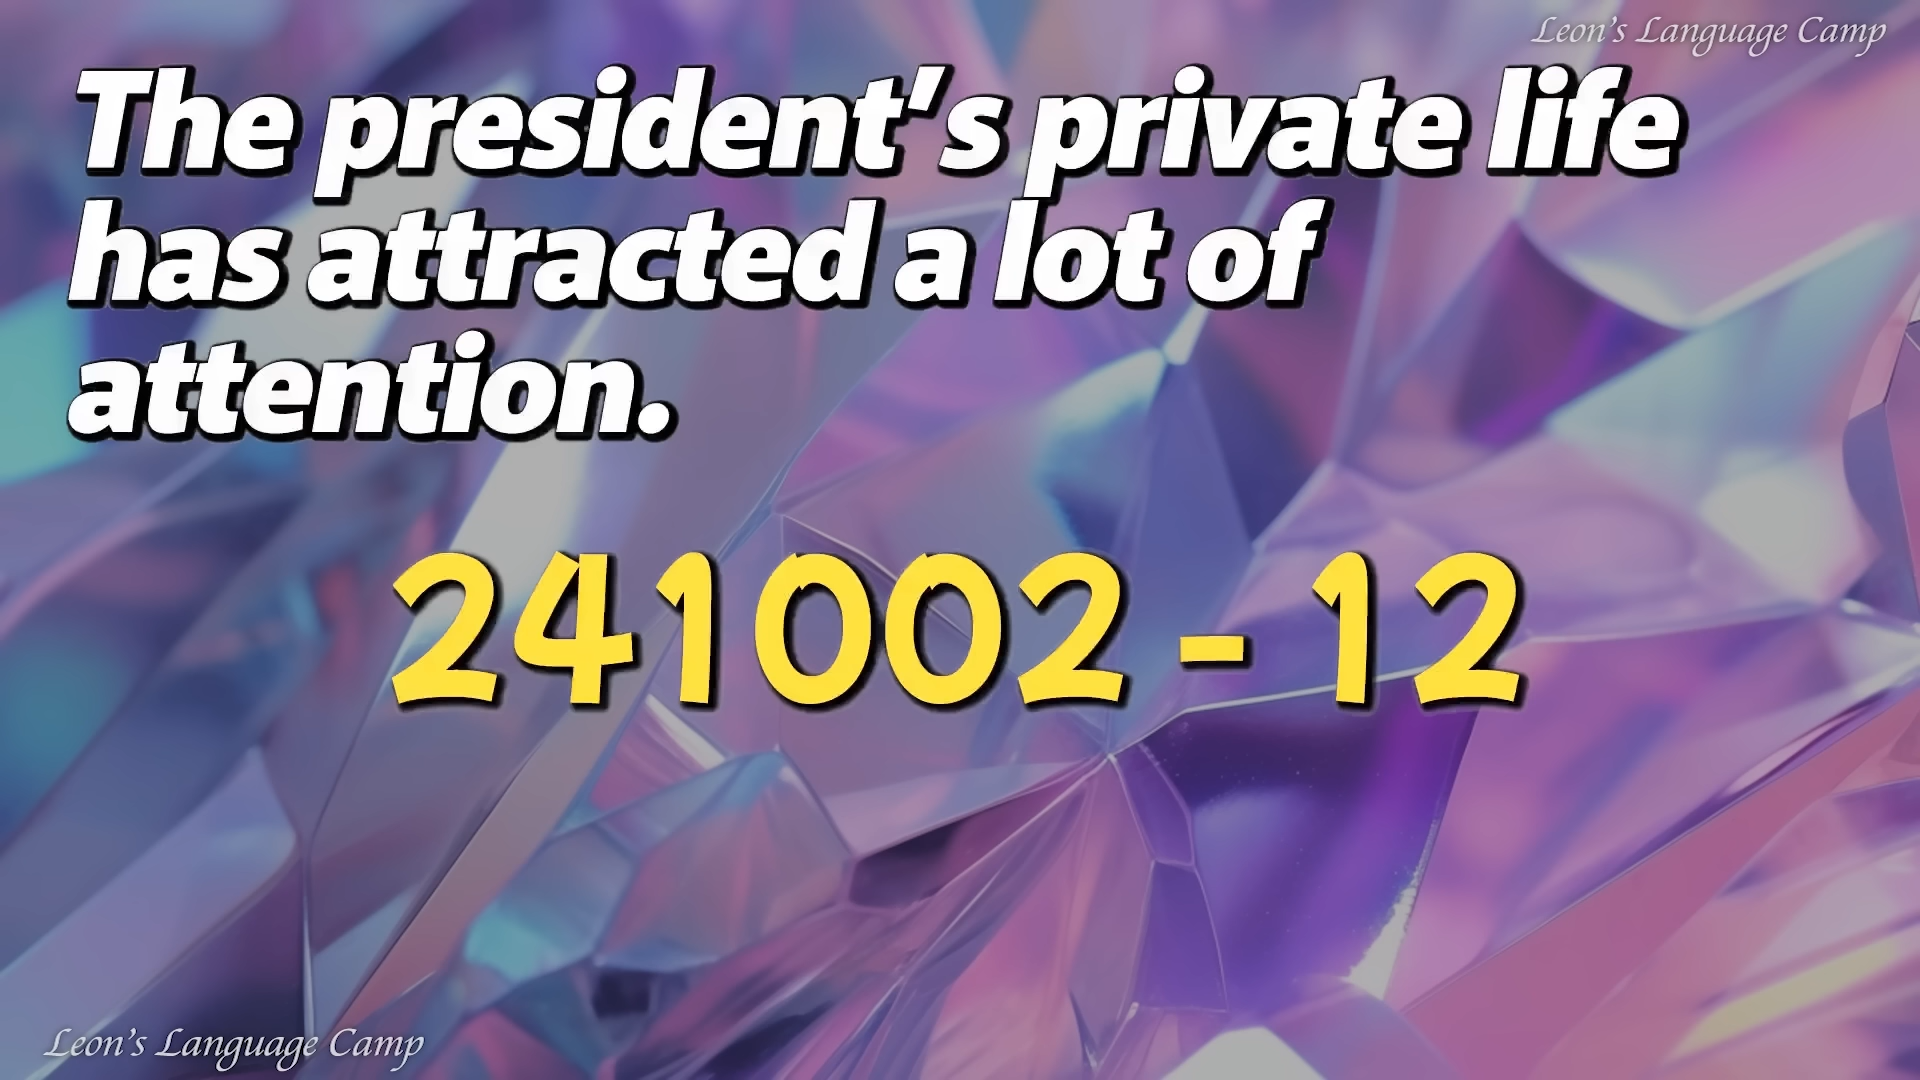 Leon's Language Camp
The president's private life
has attracted a lot of
attention.
241002 - 12
Leon's Language Camp